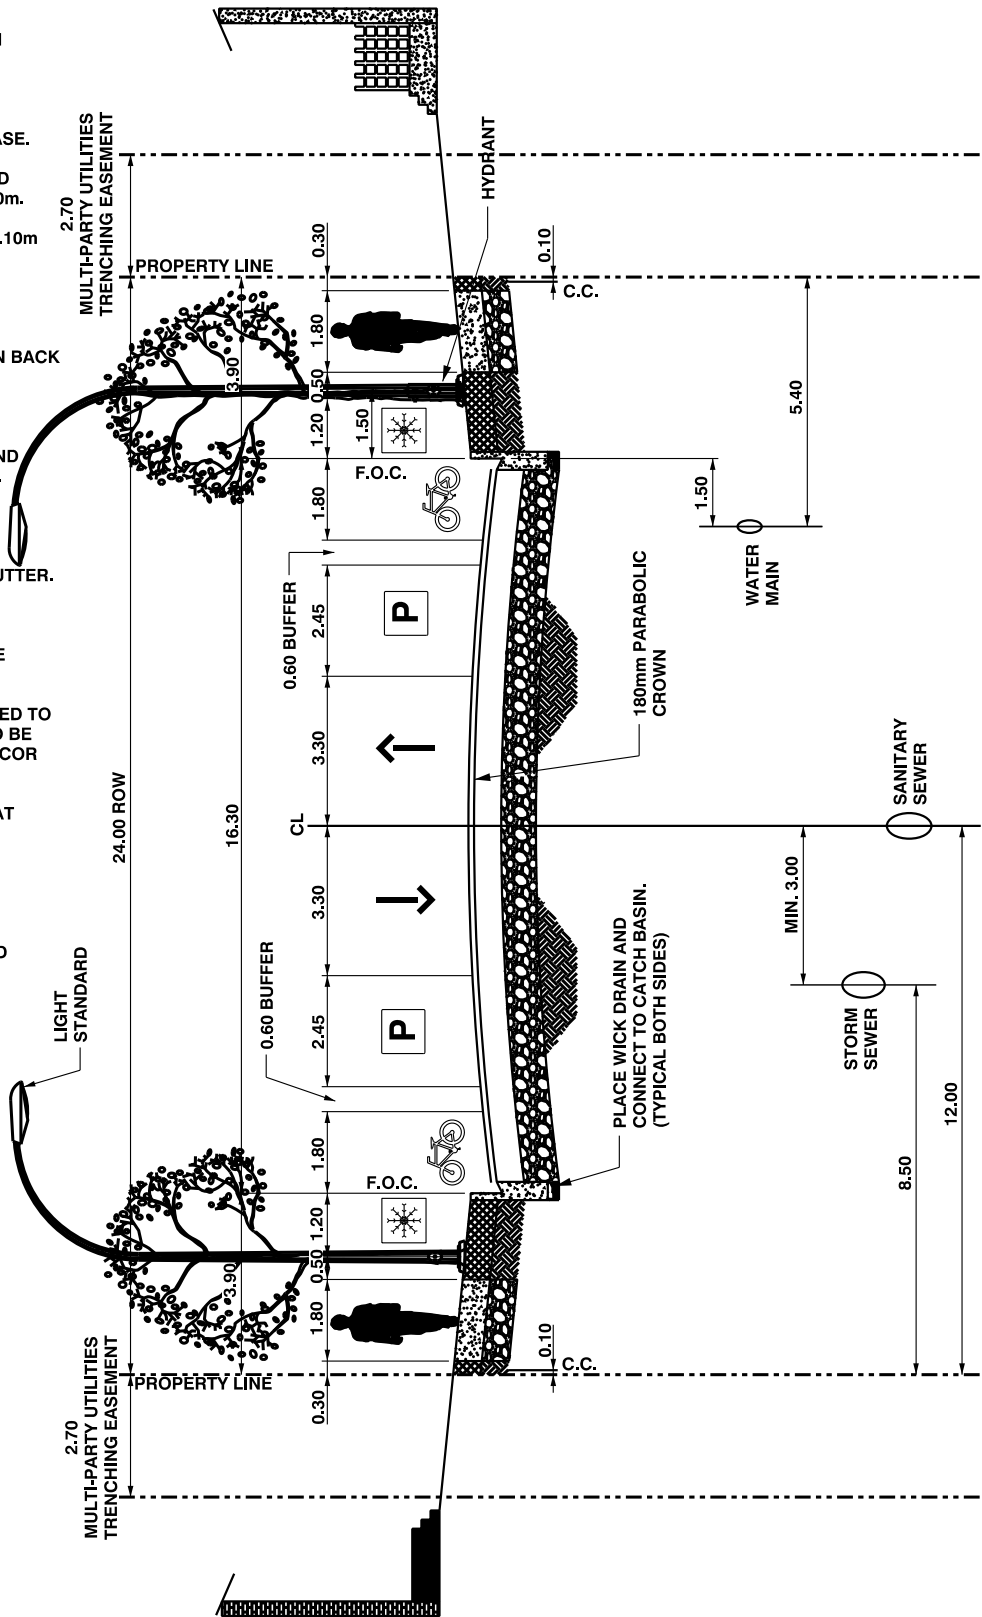 ASE.
D
0m.
.10m
N BACK
ND
UTTER.
E
ED TO
O BE
COR
AT
D
2.70
MULTI-PARTY UTILITIES
TRENCHING EASEMENT
PROPERTY LINE
24.00 ROW
3.90
16.30
3.90
0.30
1.80
0.50
1.20
1.50
F.O.C.
1.80
0.60 BUFFER
2.45
P
3.30
CL
3.30
2.45
P
0.60 BUFFER
1.80
F.O.C.
1.20
0.50
1.80
0.30
HYDRANT
0.10
C.C.
5.40
1.50
WATER
MAIN
180mm PARABOLIC
CROWN
SANITARY
SEWER
MIN. 3.00
STORM
SEWER
12.00
8.50
PLACE WICK DRAIN AND
CONNECT TO CATCH BASIN.
(TYPICAL BOTH SIDES)
LIGHT
STANDARD
0.10
C.C.
PROPERTY LINE
2.70
MULTI-PARTY UTILITIES
TRENCHING EASEMENT